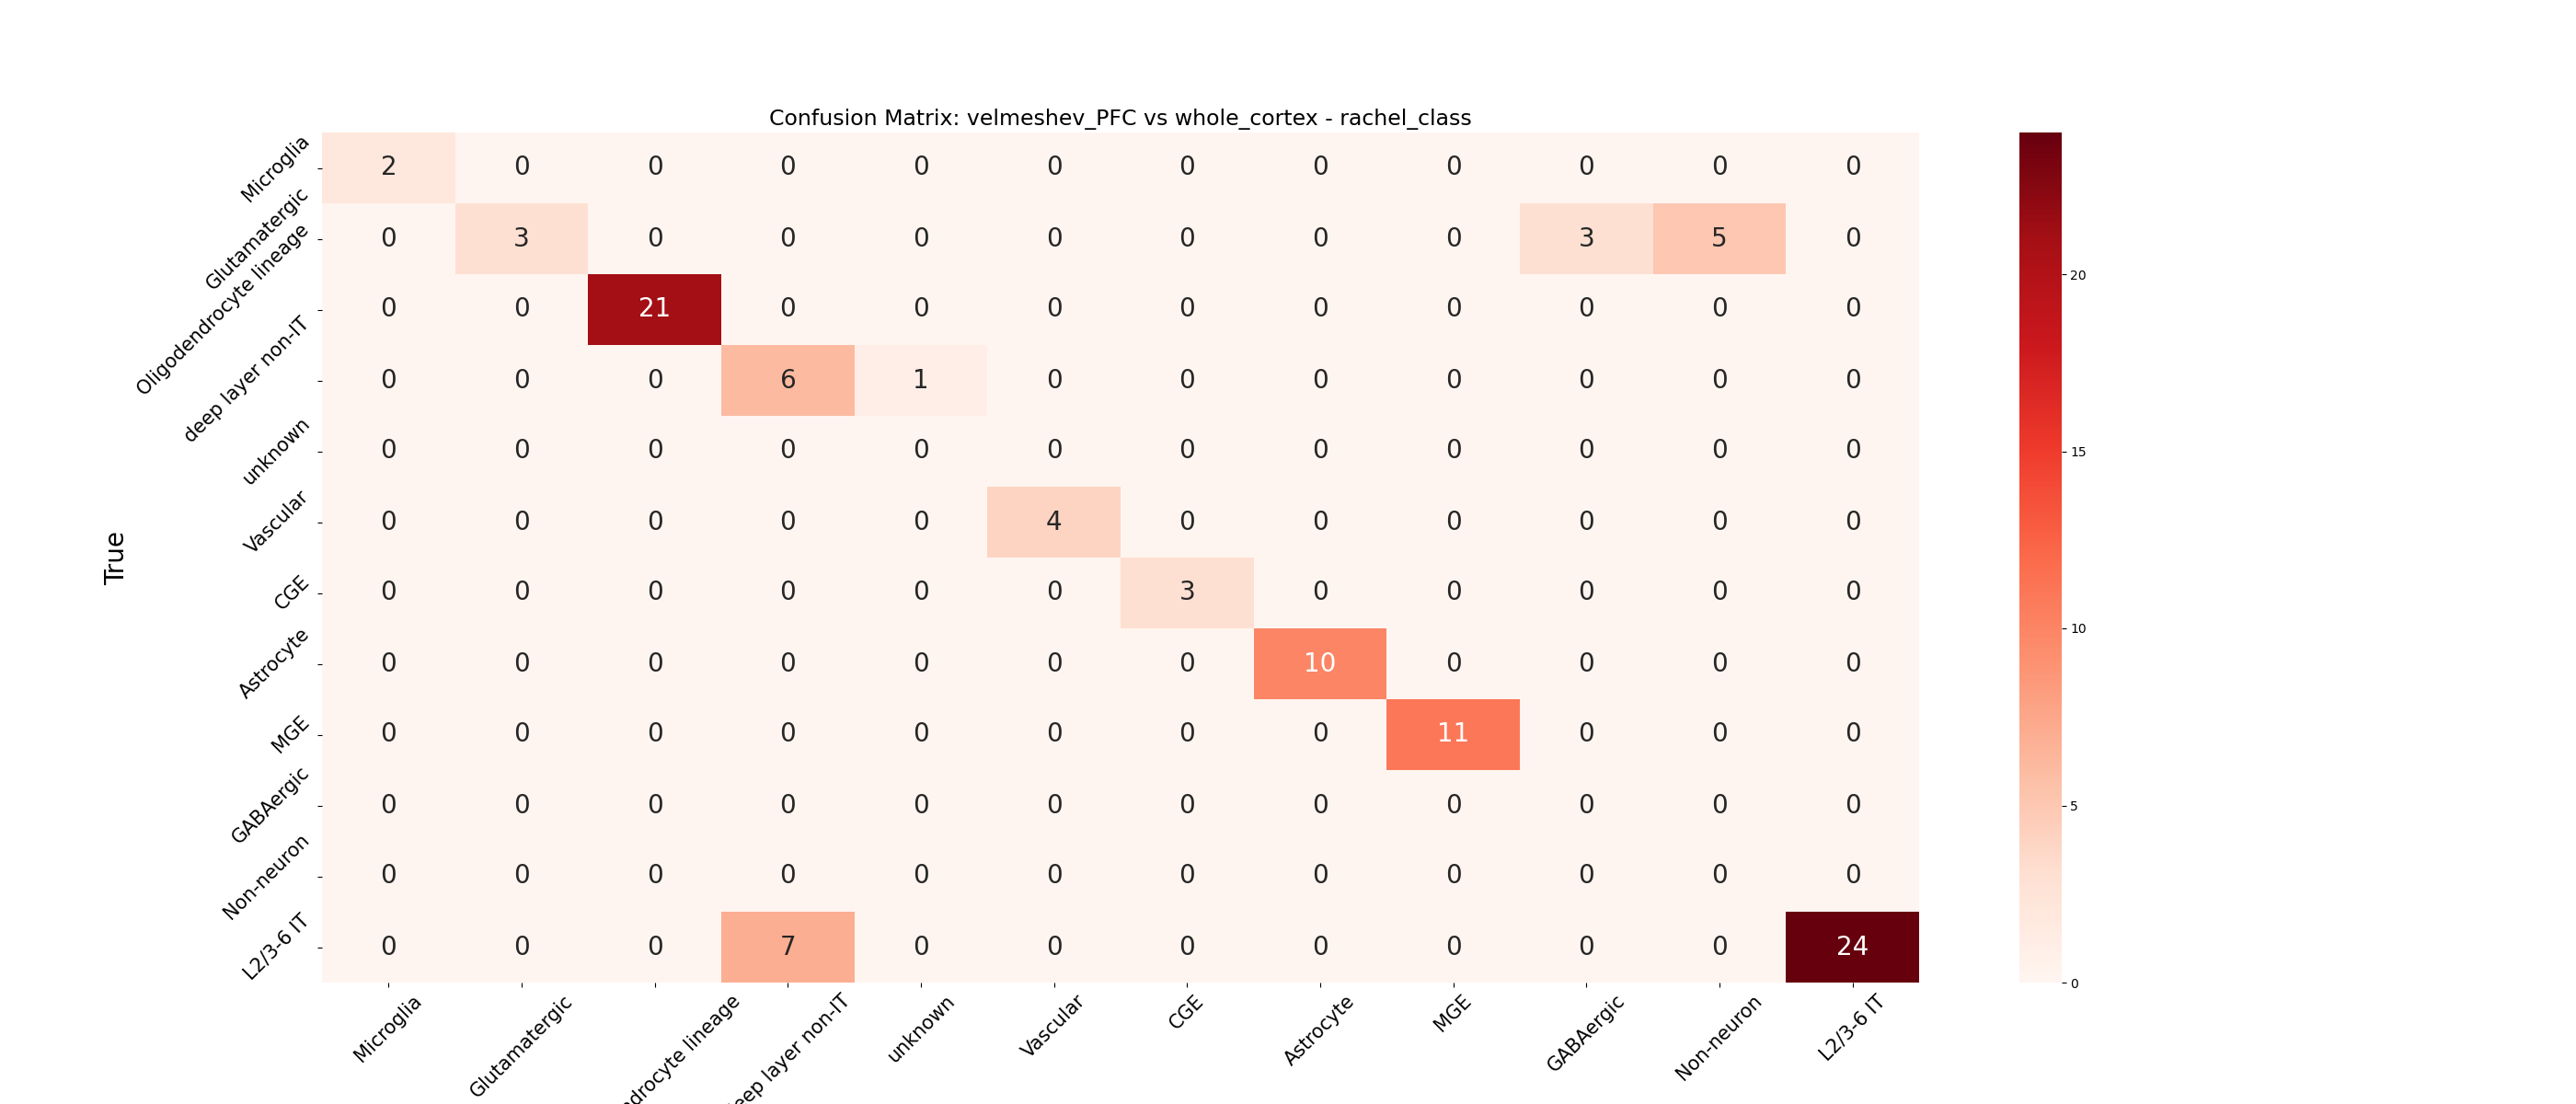 Confusion Matrix: velmeshev_PFC vs whole_cortex - rachel_class
True
Microglia 2 0 0 0 0 0 0 0 0 0 0 0
Glutamatergic 0 3 0 0 0 0 0 0 0 3 5 0
Oligodendrocyte lineage 0 0 21 0 0 0 0 0 0 0 0 0
deep layer non-IT 0 0 0 6 1 0 0 0 0 0 0 0
unknown 0 0 0 0 0 0 0 0 0 0 0 0
Vascular 0 0 0 0 0 4 0 0 0 0 0 0
CGE 0 0 0 0 0 0 3 0 0 0 0 0
Astrocyte 0 0 0 0 0 0 0 10 0 0 0 0
MGE 0 0 0 0 0 0 0 0 11 0 0 0
GABAergic 0 0 0 0 0 0 0 0 0 0 0 0
Non-neuron 0 0 0 0 0 0 0 0 0 0 0 0
L2/3-6 IT 0 0 0 7 0 0 0 0 0 0 0 24
Microglia Glutamatergic ndrocyte lineage eep layer non-IT unknown Vascular CGE Astrocyte MGE GABAergic Non-neuron L2/3-6 IT
20
15
10
5
0